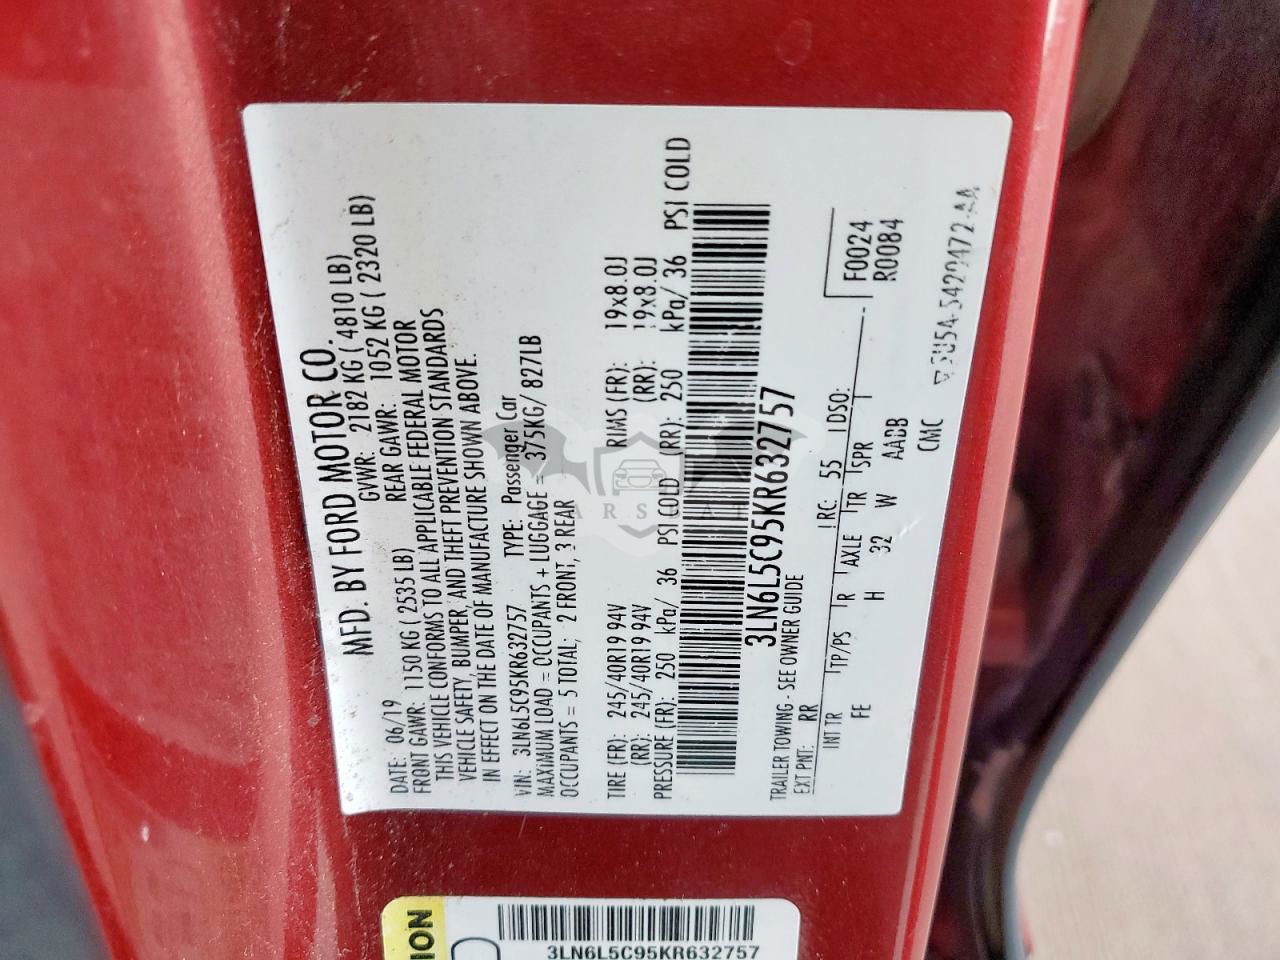 MFD. BY FORD MOTOR CO.
DATE: 06/19 GVWR: 2182 KG ( 4810 LB)
FRONT GAWR: 1150 KG ( 2535 LB) REAR GAWR: 1052 KG ( 2320 LB)
THIS VEHICLE CONFORMS TO ALL APPLICABLE FEDERAL MOTOR
VEHICLE SAFETY, BUMPER, AND THEFT PREVENTION STANDARDS
IN EFFECT ON THE DATE OF MANUFACTURE SHOWN ABOVE.
VIN: 3LN6L5C95KR632757 TYPE: Passenger Car
MAXIMUM LOAD = OCCUPANTS + LUGGAGE = 375KG/ 827LB
OCCUPANTS = 5 TOTAL; 2 FRONT, 3 REAR
TIRE (FR): 245/40R19 94V RIMS (FR): 19x8.0J
(RR): 245/40R19 94V (RR): 19x8.0J
PRESSURE (FR): 250 kPa/ 36 PSI COLD (RR): 250 kPa/ 36 PSI COLD
3LN6L5C95KR632757
TRAILER TOWING - SEE OWNER GUIDE
EXT PNT: RR RC: 55 DSO:
F0024
R0084
INT TR TP/PS R AXLE TR SPR
FE H 32 W AABB
CMC
ION
3LN6L5C95KR632757